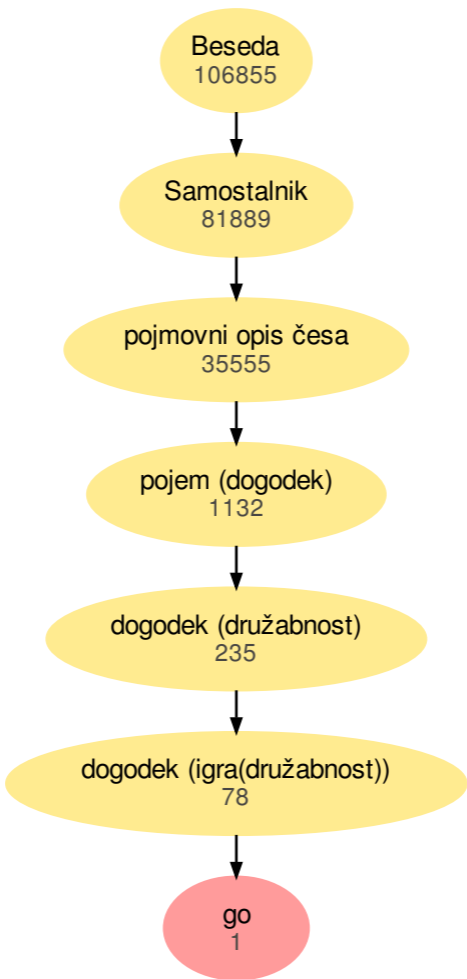 Beseda
106855
Samostalnik
81889
pojmovni opis česa
35555
pojem (dogodek)
1132
dogodek (družabnost)
235
dogodek (igra(družabnost))
78
go
1